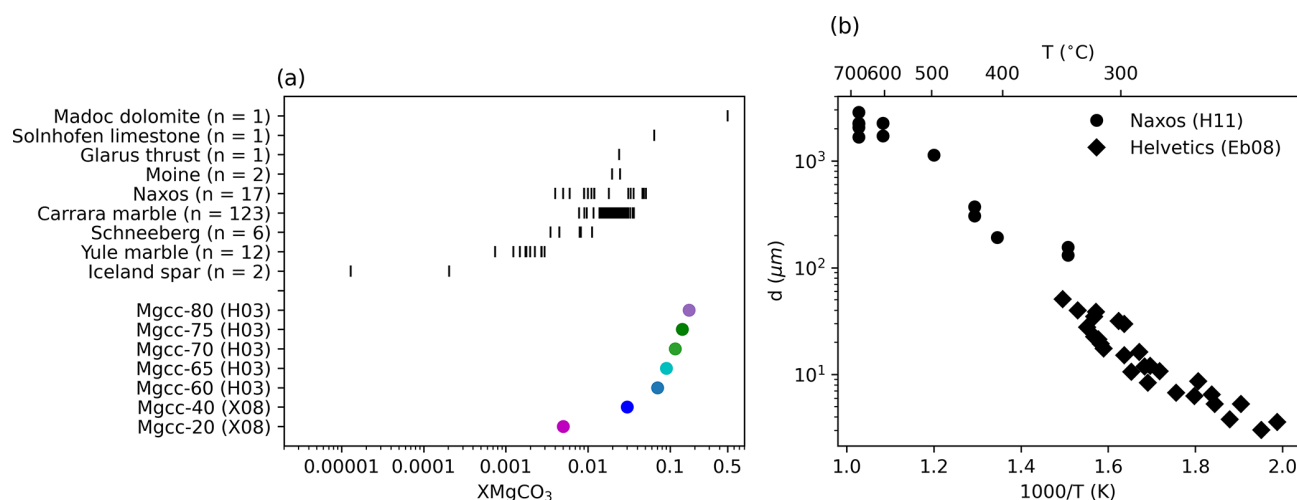 (a)
Madoc dolomite (n = 1)
Solnhofen limestone (n = 1)
Glarus thrust (n = 1)
Moine (n = 2)
Naxos (n = 17)
Carrara marble (n = 123)
Schneeberg (n = 6)
Yule marble (n = 12)
Iceland spar (n = 2)
Mgcc-80 (H03)
Mgcc-75 (H03)
Mgcc-70 (H03)
Mgcc-65 (H03)
Mgcc-60 (H03)
Mgcc-40 (X08)
Mgcc-20 (X08)
0.00001 0.0001 0.001 0.01 0.1 0.5
XMgCO₃
(b)
T (°C)
700 600 500 400 300
Naxos (H11)
Helvetics (Eb08)
d (μm)
10³
10²
10¹
1.0 1.2 1.4 1.6 1.8 2.0
1000/T (K)